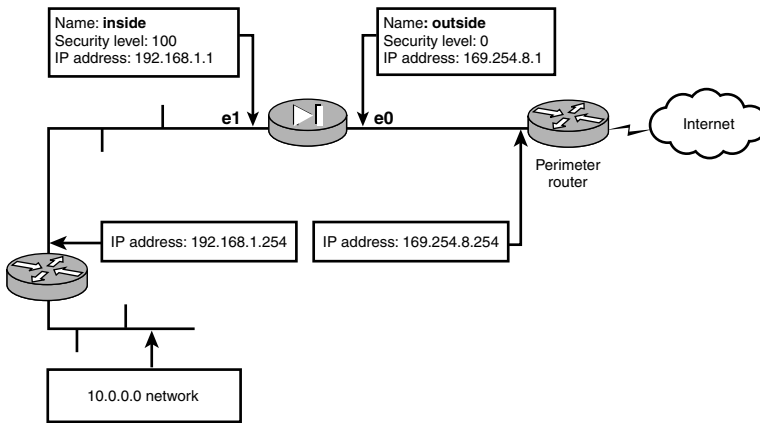 Name: inside
Security level: 100
IP address: 192.168.1.1
Name: outside
Security level: 0
IP address: 169.254.8.1
e1
e0
Internet
Perimeter
router
IP address: 192.168.1.254
IP address: 169.254.8.254
10.0.0.0 network